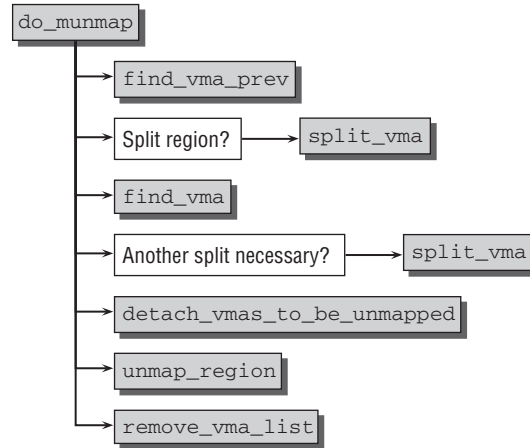 do_munmap
find_vma_prev
Split region?
split_vma
find_vma
Another split necessary?
split_vma
detach_vmas_to_be_unmapped
unmap_region
remove_vma_list